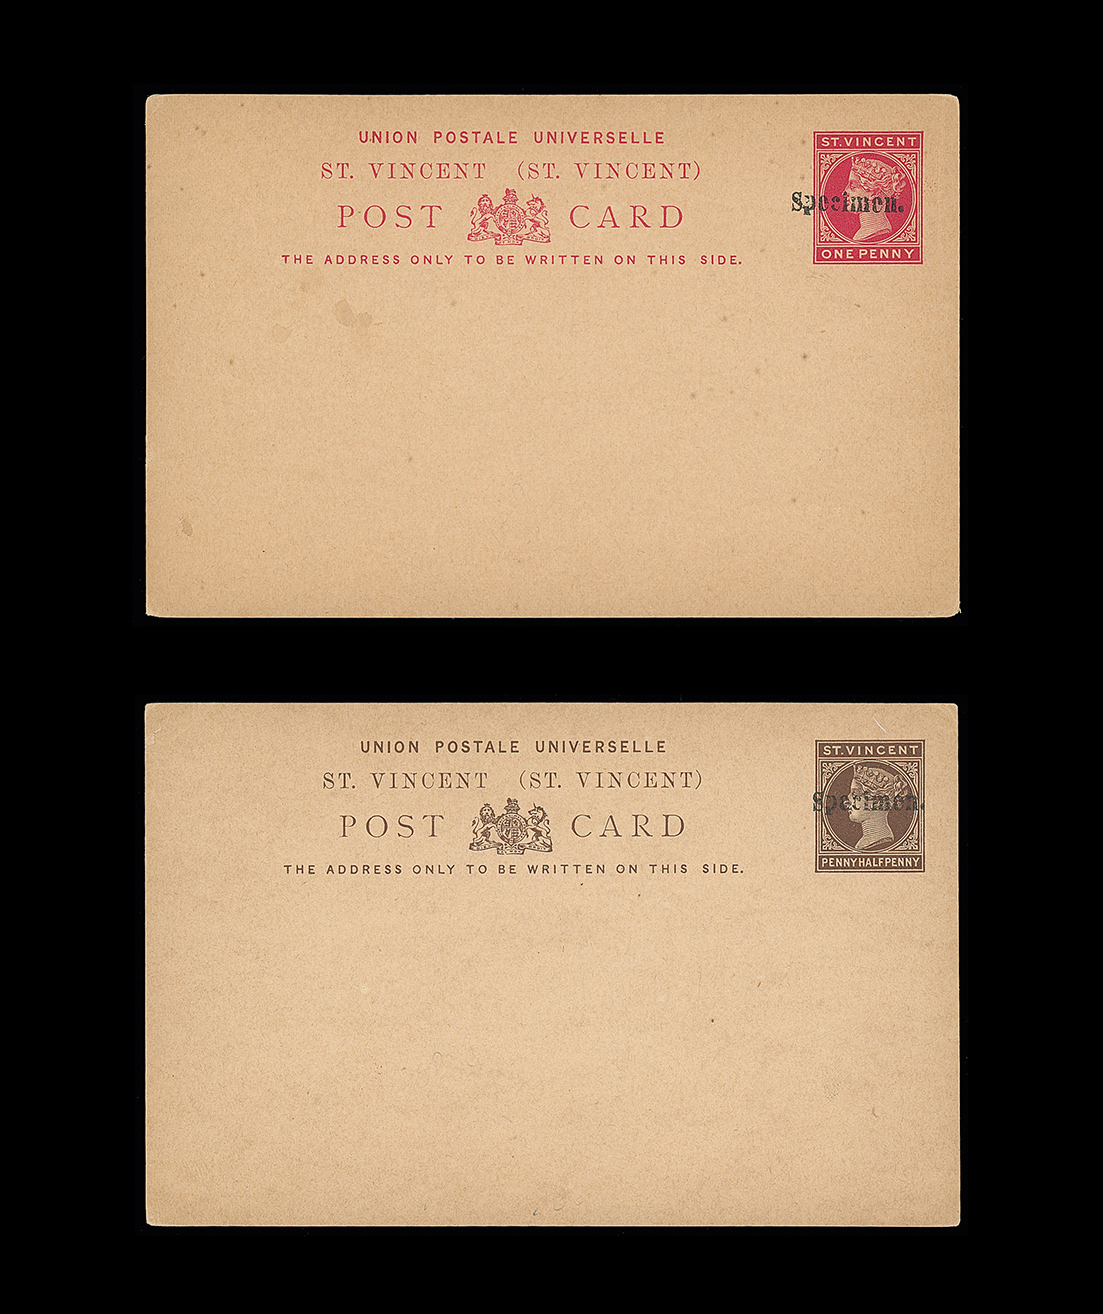 UNION POSTALE UNIVERSELLE
ST. VINCENT (ST. VINCENT)
POST CARD
THE ADDRESS ONLY TO BE WRITTEN ON THIS SIDE.
ST. VINCENT
Specimen.
ONE PENNY
UNION POSTALE UNIVERSELLE
ST. VINCENT (ST. VINCENT)
POST CARD
THE ADDRESS ONLY TO BE WRITTEN ON THIS SIDE.
ST. VINCENT
Specimen.
PENNY HALFPENNY